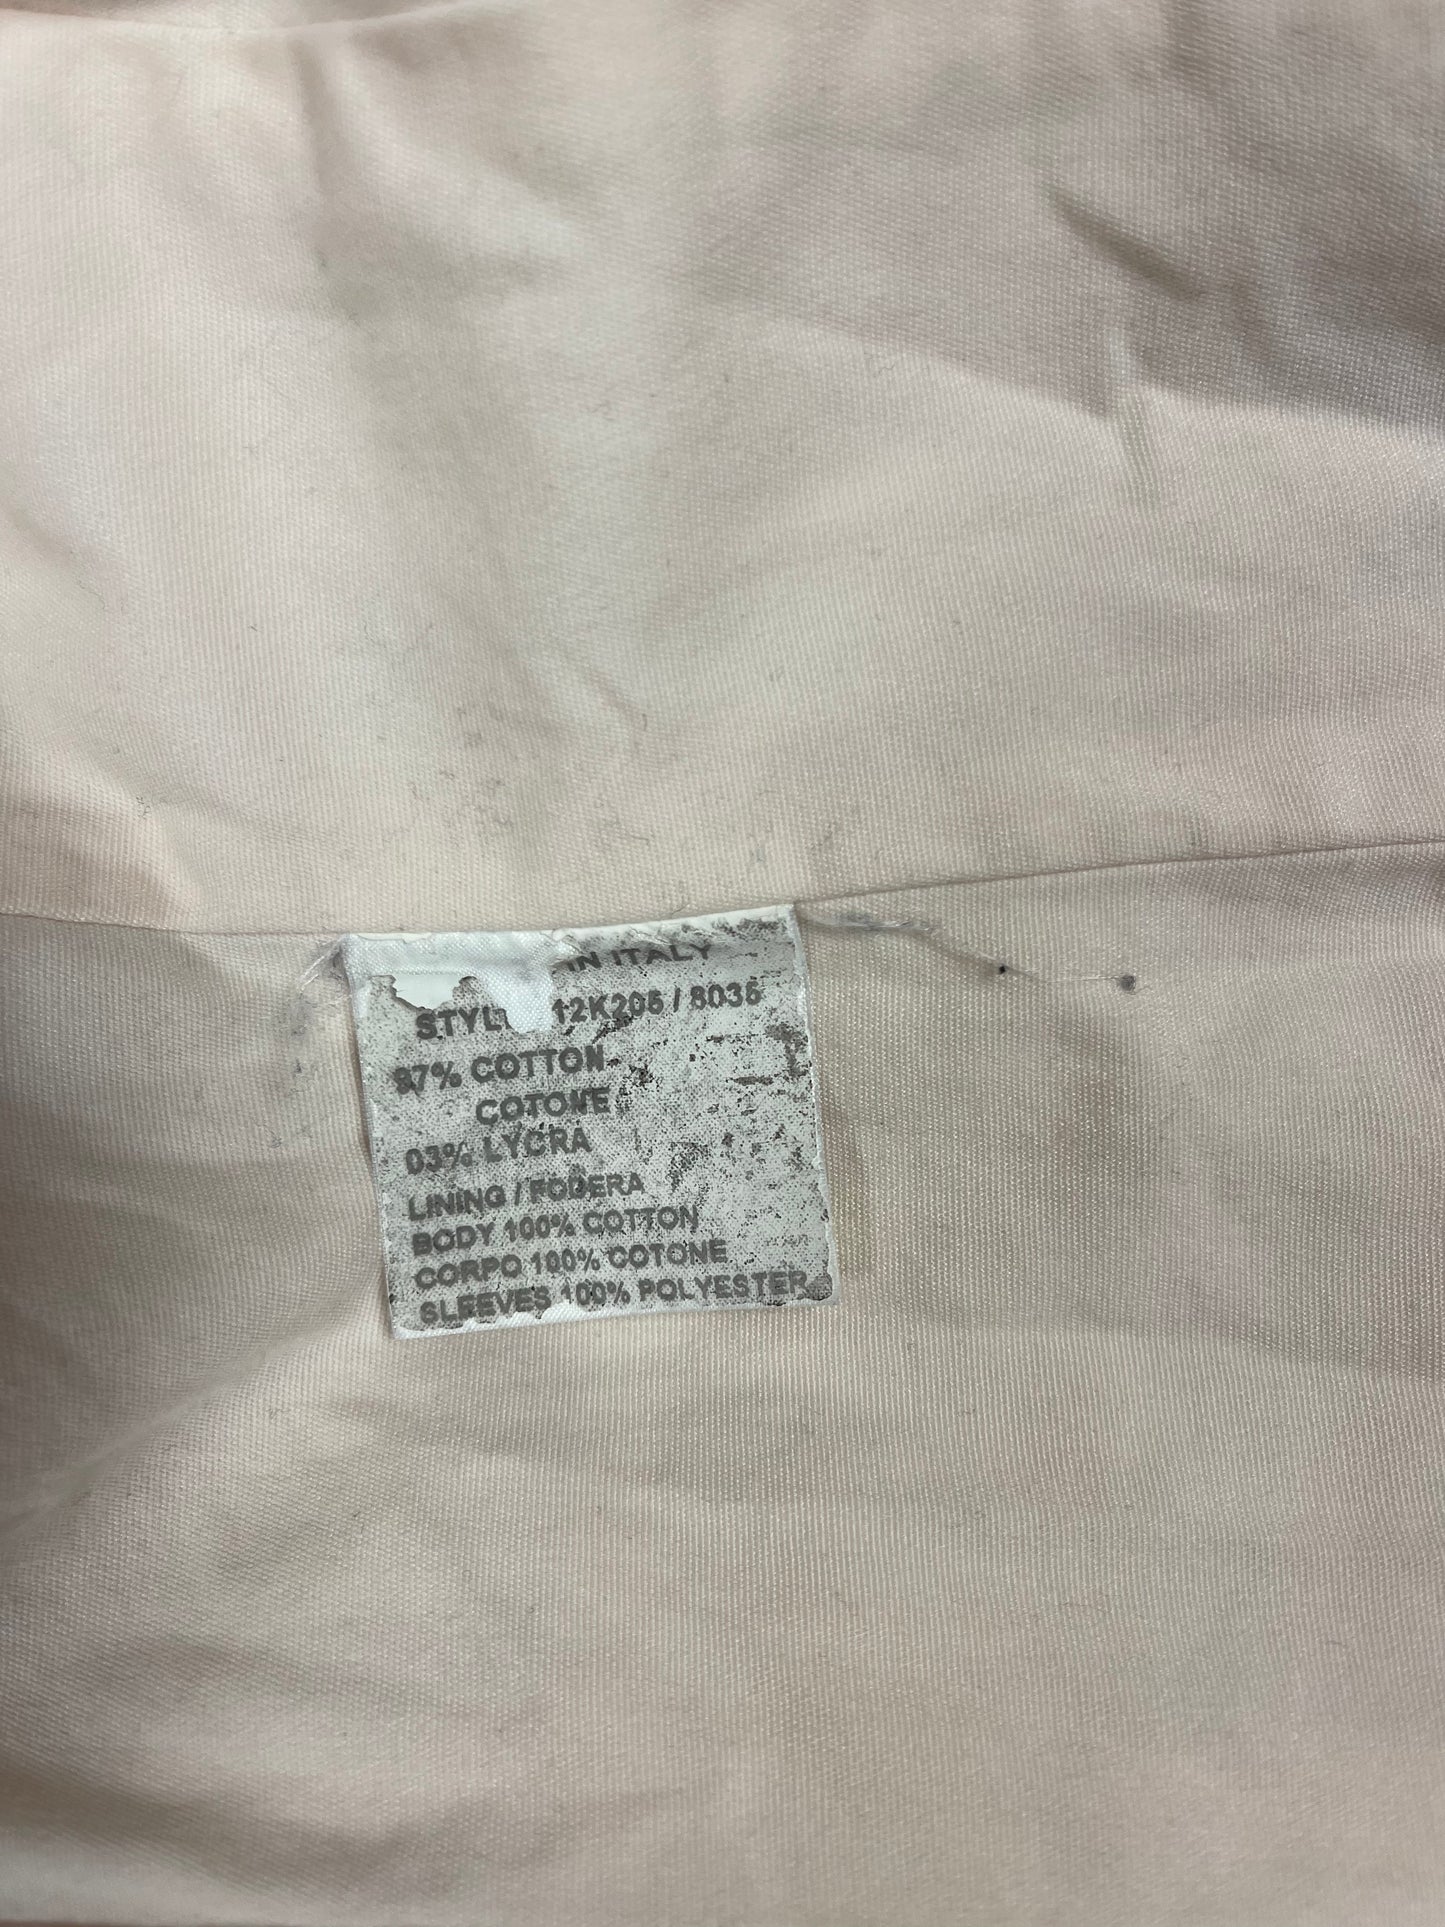 IN ITALY
12K205 / 8035
97% COTTON
COTONE
03% LYCRA
LINING / FODERA
BODY 100% COTTON
CORPO 100% COTONE
SLEEVES 100% POLYESTER